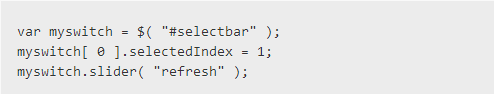 var myswitch = $( "#selectbar" );
myswitch[ 0 ].selectedIndex = 1;
myswitch.slider( "refresh" );